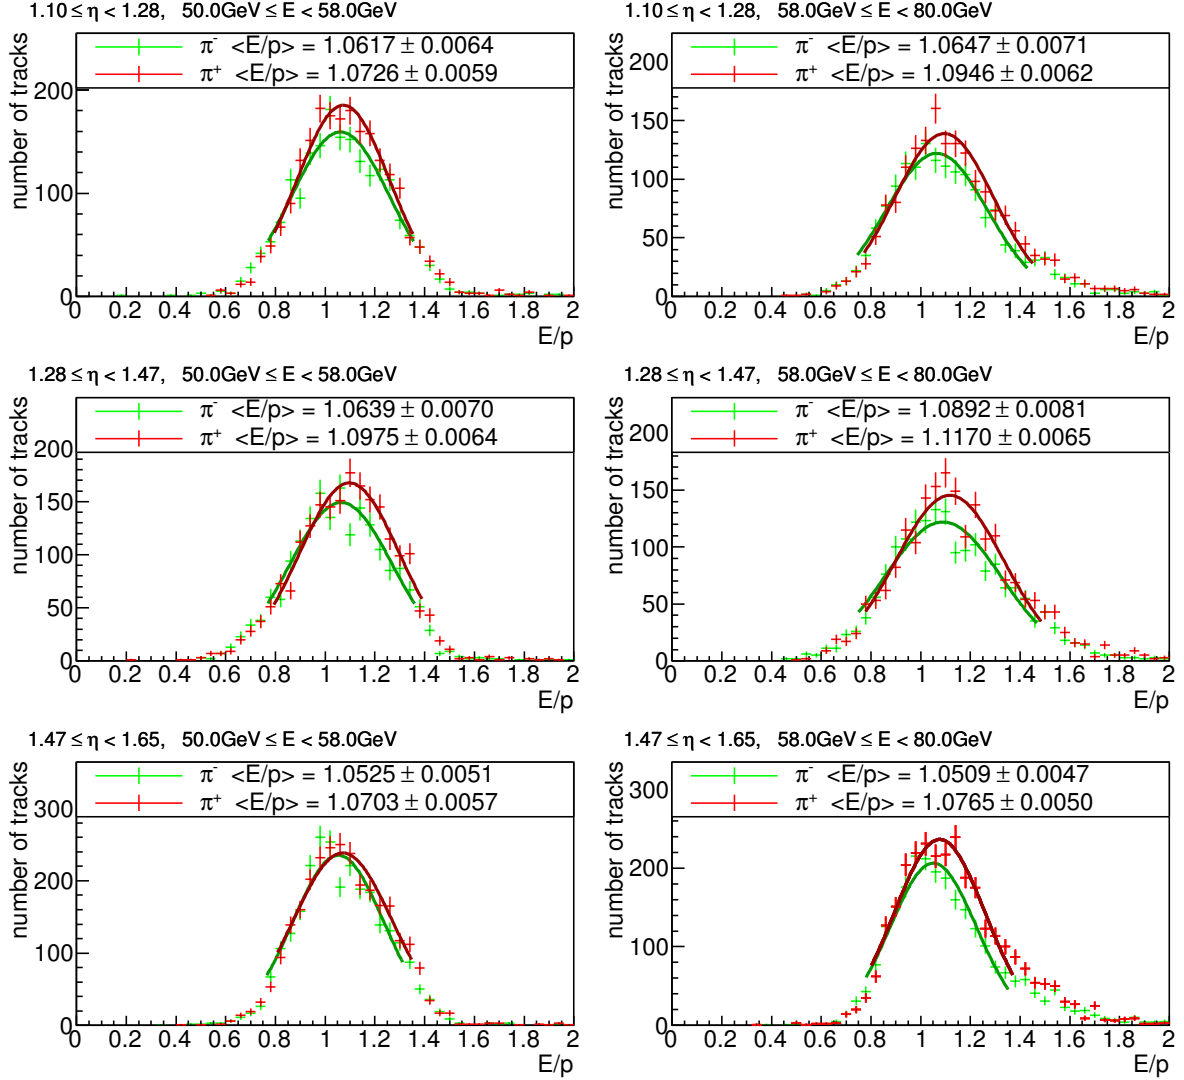 1.10 ≤ η < 1.28, 50.0GeV ≤ E < 58.0GeV
number of tracks
π⁻ <E/p> = 1.0617 ± 0.0064
π⁺ <E/p> = 1.0726 ± 0.0059
200
100
0
0 0.2 0.4 0.6 0.8 1 1.2 1.4 1.6 1.8 2
E/p
1.10 ≤ η < 1.28, 58.0GeV ≤ E < 80.0GeV
number of tracks
π⁻ <E/p> = 1.0647 ± 0.0071
π⁺ <E/p> = 1.0946 ± 0.0062
200
150
100
50
0
0 0.2 0.4 0.6 0.8 1 1.2 1.4 1.6 1.8 2
E/p
1.28 ≤ η < 1.47, 50.0GeV ≤ E < 58.0GeV
number of tracks
π⁻ <E/p> = 1.0639 ± 0.0070
π⁺ <E/p> = 1.0975 ± 0.0064
200
150
100
50
0
0 0.2 0.4 0.6 0.8 1 1.2 1.4 1.6 1.8 2
E/p
1.28 ≤ η < 1.47, 58.0GeV ≤ E < 80.0GeV
number of tracks
π⁻ <E/p> = 1.0892 ± 0.0081
π⁺ <E/p> = 1.1170 ± 0.0065
200
150
100
50
0
0 0.2 0.4 0.6 0.8 1 1.2 1.4 1.6 1.8 2
E/p
1.47 ≤ η < 1.65, 50.0GeV ≤ E < 58.0GeV
number of tracks
π⁻ <E/p> = 1.0525 ± 0.0051
π⁺ <E/p> = 1.0703 ± 0.0057
300
200
100
0
0 0.2 0.4 0.6 0.8 1 1.2 1.4 1.6 1.8 2
E/p
1.47 ≤ η < 1.65, 58.0GeV ≤ E < 80.0GeV
number of tracks
π⁻ <E/p> = 1.0509 ± 0.0047
π⁺ <E/p> = 1.0765 ± 0.0050
300
200
100
0
0 0.2 0.4 0.6 0.8 1 1.2 1.4 1.6 1.8 2
E/p